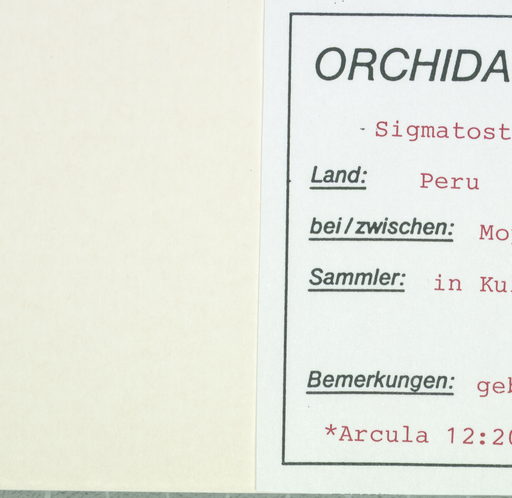 ORCHIDA
- Sigmatost
Land: Peru
bei/zwischen: Mo
Sammler: in Ku
Bemerkungen: geb
*Arcula 12:20